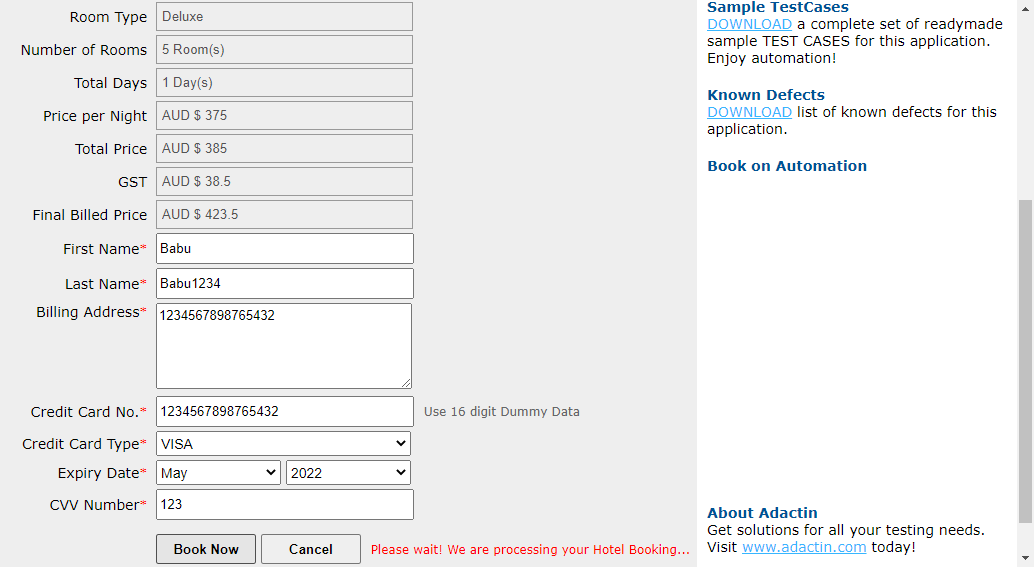 Room Type Deluxe
Number of Rooms 5 Room(s)
Total Days 1 Day(s)
Price per Night AUD $ 375
Total Price AUD $ 385
GST AUD $ 38.5
Final Billed Price AUD $ 423.5
First Name* Babu
Last Name* Babu1234
Billing Address* 1234567898765432
Credit Card No.* 1234567898765432 Use 16 digit Dummy Data
Credit Card Type* VISA
Expiry Date* May 2022
CVV Number* 123
Book Now Cancel Please wait! We are processing your Hotel Booking...
Sample TestCases
DOWNLOAD a complete set of readymade
sample TEST CASES for this application.
Enjoy automation!
Known Defects
DOWNLOAD list of known defects for this
application.
Book on Automation
About Adactin
Get solutions for all your testing needs.
Visit www.adactin.com today!